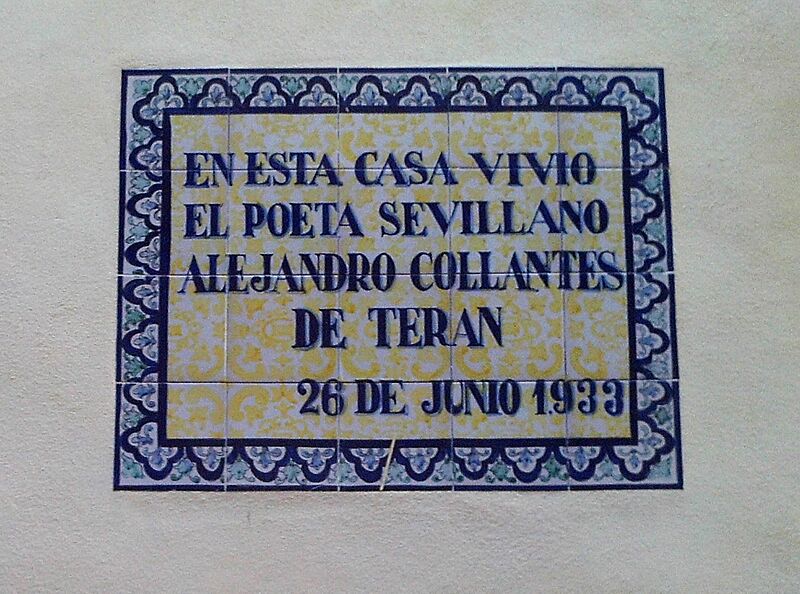 EN ESTA CASA VIVIO
EL POETA SEVILLANO
ALEJANDRO COLLANTES
DE TERAN
26 DE JUNIO 1.933